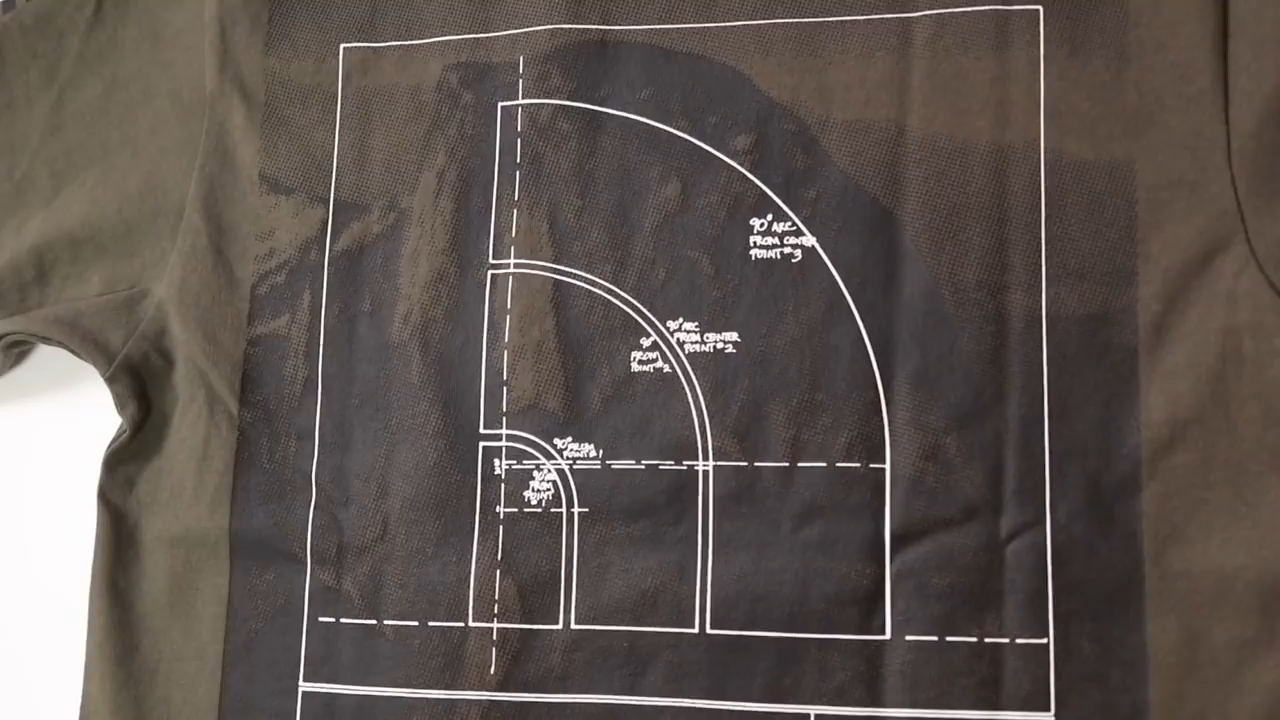 90° ARC
FROM CENTER
POINT #3
90° ARC
FROM CENTER
POINT #2
90°
FROM
POINT #2
90° FROM
POINT #1
90°
FROM
POINT
#1